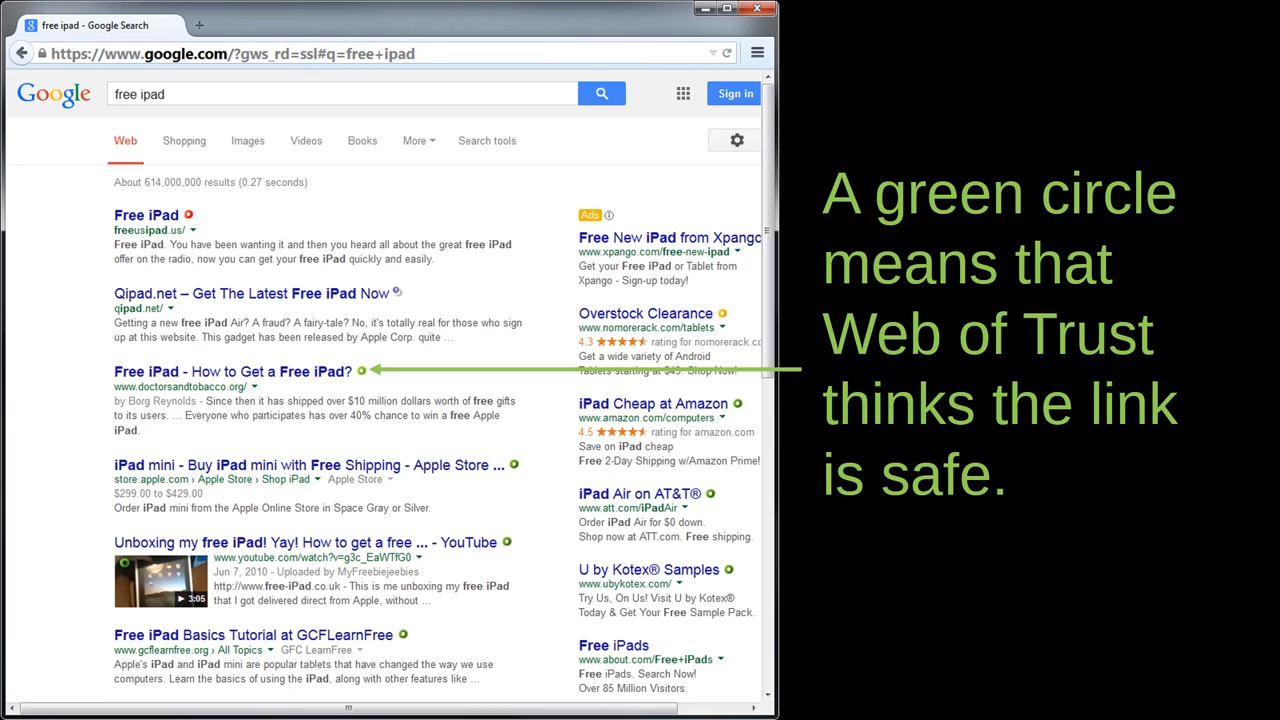 free ipad - Google Search
https://www.google.com/?gws_rd=ssl#q=free+ipad
Google
free ipad
Sign in
Web Shopping Images Videos Books More Search tools
About 614,000,000 results (0.27 seconds)
Free iPad
freeusipad.us/
Free iPad. You have been wanting it and then you heard all about the great free iPad
offer on the radio, now you can get your free iPad quickly and easily.
Qipad.net – Get The Latest Free iPad Now
qipad.net/
Getting a new free iPad Air? A fraud? A fairy-tale? No, it's totally real for those who sign
up at this website. This gadget has been released by Apple Corp. quite ...
Free iPad - How to Get a Free iPad?
www.doctorsandtobacco.org/
by Borg Reynolds - Since then it has shipped over $10 million dollars worth of free gifts
to its users. ... Everyone who participates has over 40% chance to win a free Apple
iPad.
iPad mini - Buy iPad mini with Free Shipping - Apple Store ...
store.apple.com › Apple Store › Shop iPad Apple Store
$299.00 to $429.00
Order iPad mini from the Apple Online Store in Space Gray or Silver.
Unboxing my free iPad! Yay! How to get a free ... - YouTube
www.youtube.com/watch?v=g3c_EaWTfG0
Jun 7, 2010 - Uploaded by MyFreebiejeebies
http://www.free-iPad.co.uk - This is me unboxing my free iPad
that I got delivered direct from Apple, without ...
3:05
Free iPad Basics Tutorial at GCFLearnFree
www.gcflearnfree.org › All Topics GFC LearnFree
Apple's iPad and iPad mini are popular tablets that have changed the way we use
computers. Learn the basics of using the iPad, along with other features like ...
Ads
Free New iPad from Xpango
www.xpango.com/free-new-ipad
Get your Free iPad or Tablet from
Xpango - Sign-up today!
Overstock Clearance
www.nomorerack.com/tablets
4.3 rating for nomorerack.co
Get a wide variety of Android
Tablets starting at $49. Shop Now!
iPad Cheap at Amazon
www.amazon.com/computers
4.5 rating for amazon.com
Save on iPad cheap
Free 2-Day Shipping w/Amazon Prime!
iPad Air on AT&T®
www.att.com/iPadAir
Order iPad Air for $0 down.
Shop now at ATT.com. Free shipping.
U by Kotex® Samples
www.ubykotex.com/
Try Us, On Us! Visit U by Kotex®
Today & Get Your Free Sample Pack.
Free iPads
www.about.com/Free+iPads
Free iPads. Search Now!
Over 85 Million Visitors.
A green circle
means that
Web of Trust
thinks the link
is safe.